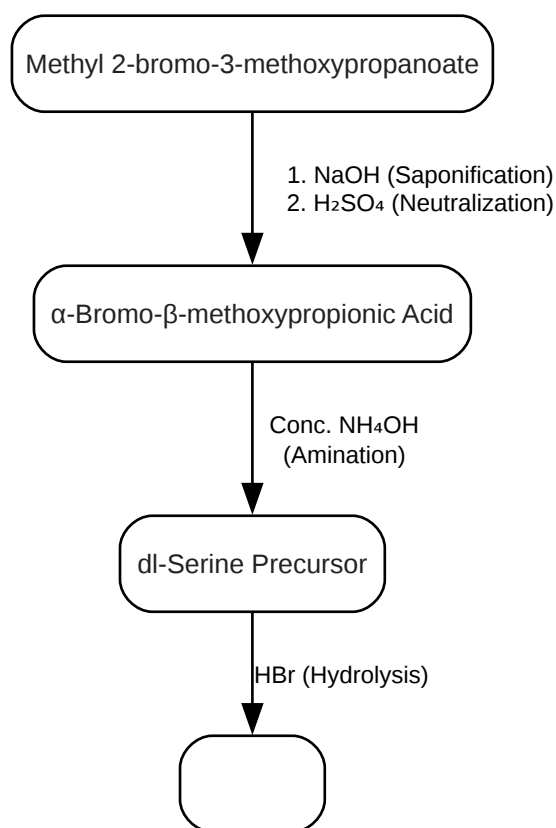 Methyl 2-bromo-3-methoxypropanoate
1. NaOH (Saponification)
2. H₂SO₄ (Neutralization)
α-Bromo-β-methoxypropionic Acid
Conc. NH₄OH
(Amination)
dl-Serine Precursor
HBr (Hydrolysis)